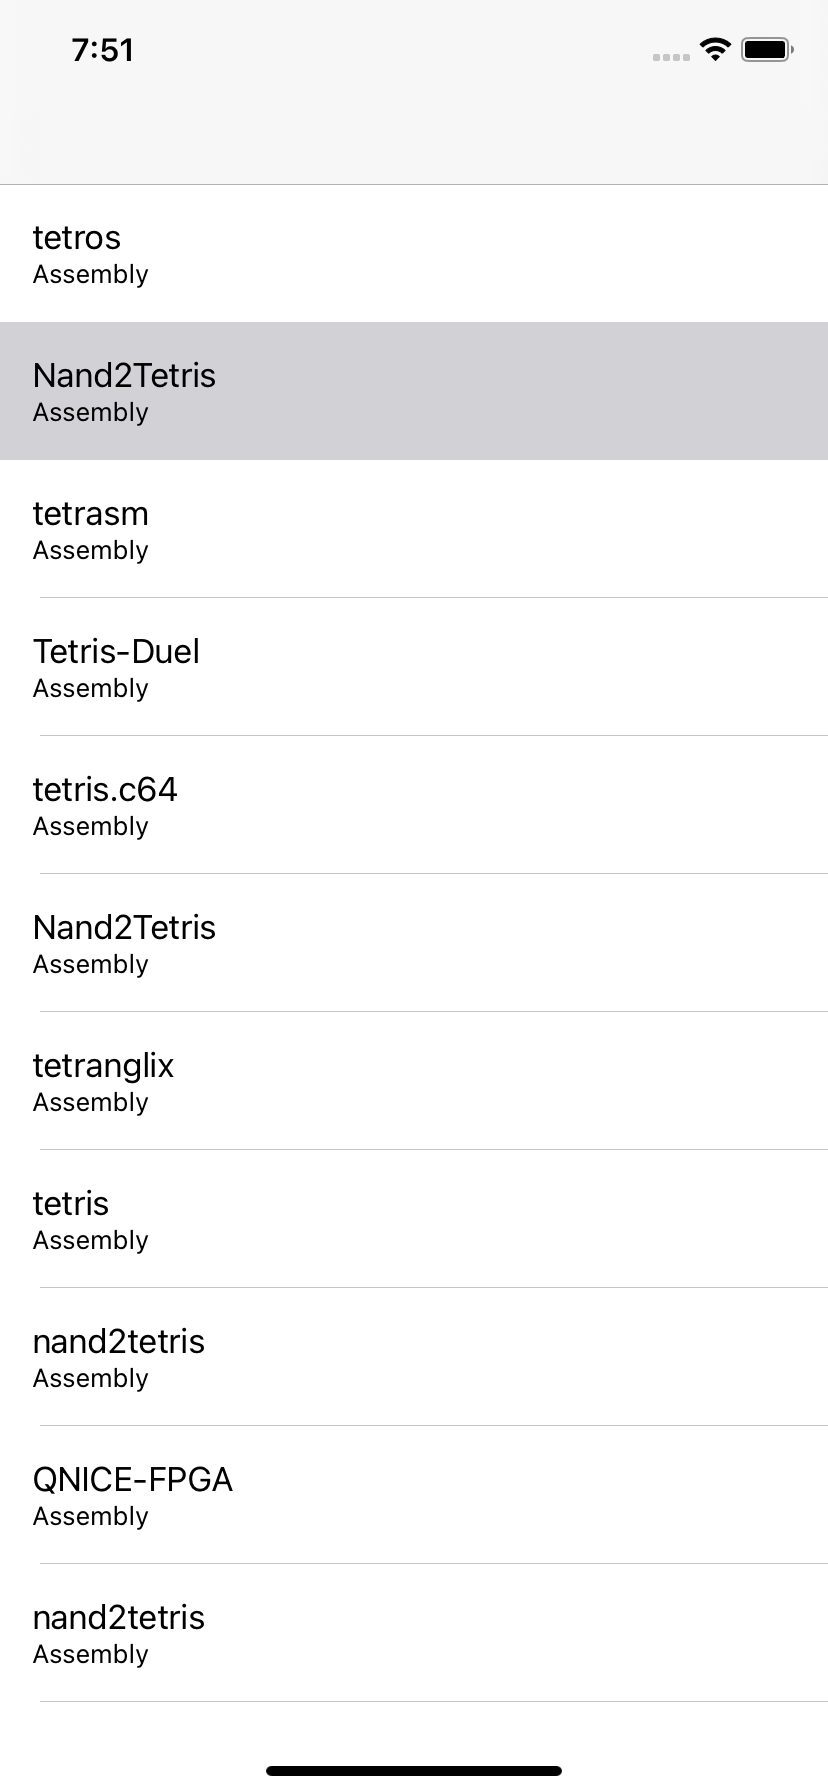 7:51
tetros
Assembly
Nand2Tetris
Assembly
tetrasm
Assembly
Tetris-Duel
Assembly
tetris.c64
Assembly
Nand2Tetris
Assembly
tetranglix
Assembly
tetris
Assembly
nand2tetris
Assembly
QNICE-FPGA
Assembly
nand2tetris
Assembly